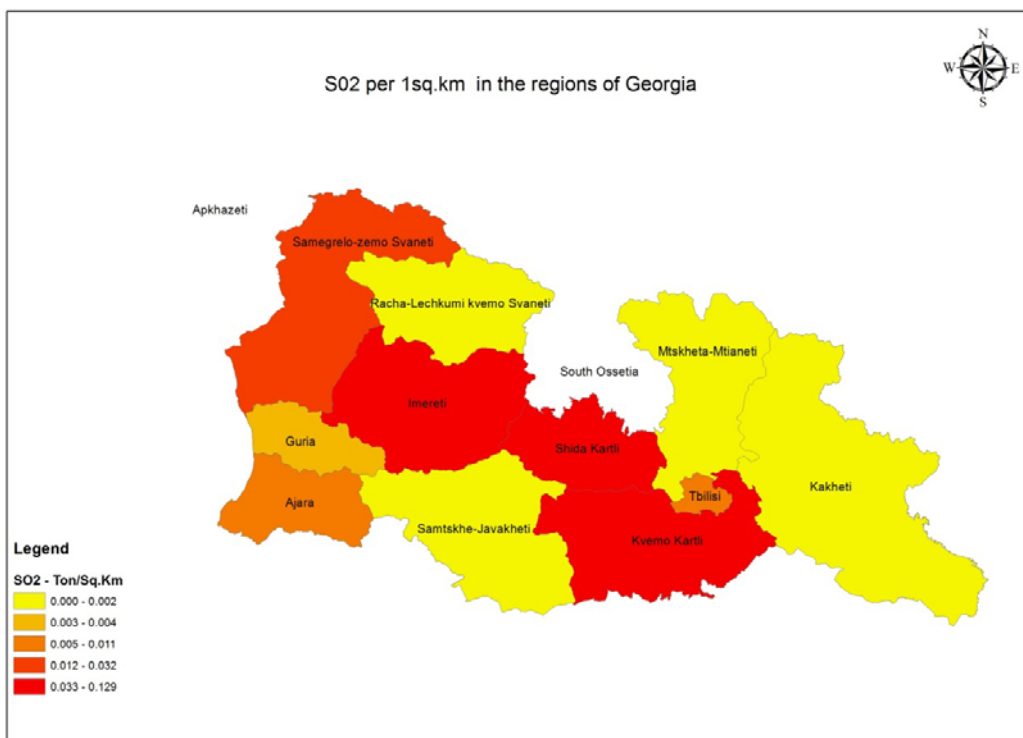 S02 per 1sq.km in the regions of Georgia
N
W
E
S
Apkhazeti
Samegrelo-zemo Svaneti
Racha-Lechkumi kvemo Svaneti
Mtskheta-Mtianeti
South Ossetia
Imereti
Guria
Shida Kartli
Kakheti
Tbilisi
Ajara
Samtskhe-Javakheti
Kvemo Kartli
Legend
SO2 - Ton/Sq.Km
0.000 - 0.002
0.003 - 0.004
0.005 - 0.011
0.012 - 0.032
0.033 - 0.129